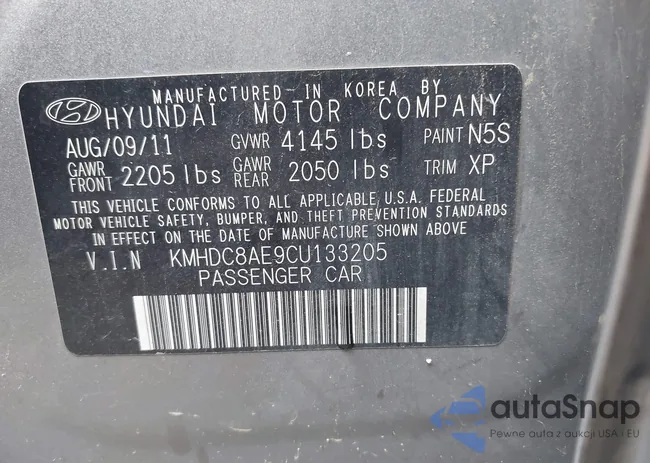 MANUFACTURED IN KOREA BY
HYUNDAI MOTOR COMPANY
AUG/09/11 GVWR 4145 lbs PAINT N5S
GAWR FRONT 2205 lbs GAWR REAR 2050 lbs TRIM XP
THIS VEHICLE CONFORMS TO ALL APPLICABLE U.S.A. FEDERAL
MOTOR VEHICLE SAFETY, BUMPER, AND THEFT PREVENTION STANDARDS
IN EFFECT ON THE DATE OF MANUFACTURE SHOWN ABOVE
V.I.N KMHDC8AE9CU133205
PASSENGER CAR
autaSnap
Pewne auta z aukcji USA i EU